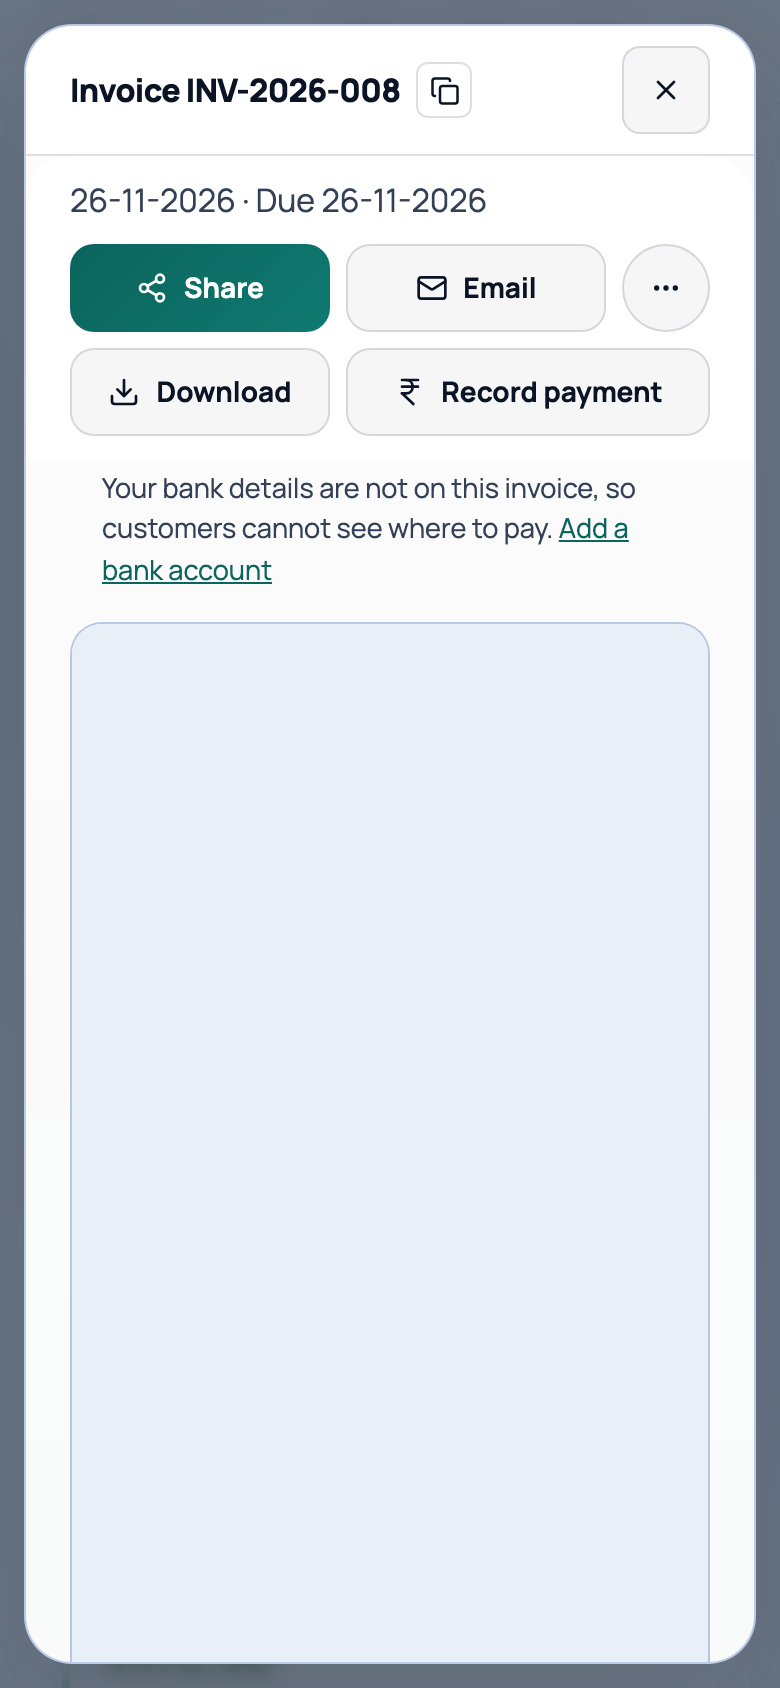 Invoice INV-2026-008
26-11-2026 · Due 26-11-2026
Share
Email
Download
Record payment
Your bank details are not on this invoice, so
customers cannot see where to pay. Add a
bank account